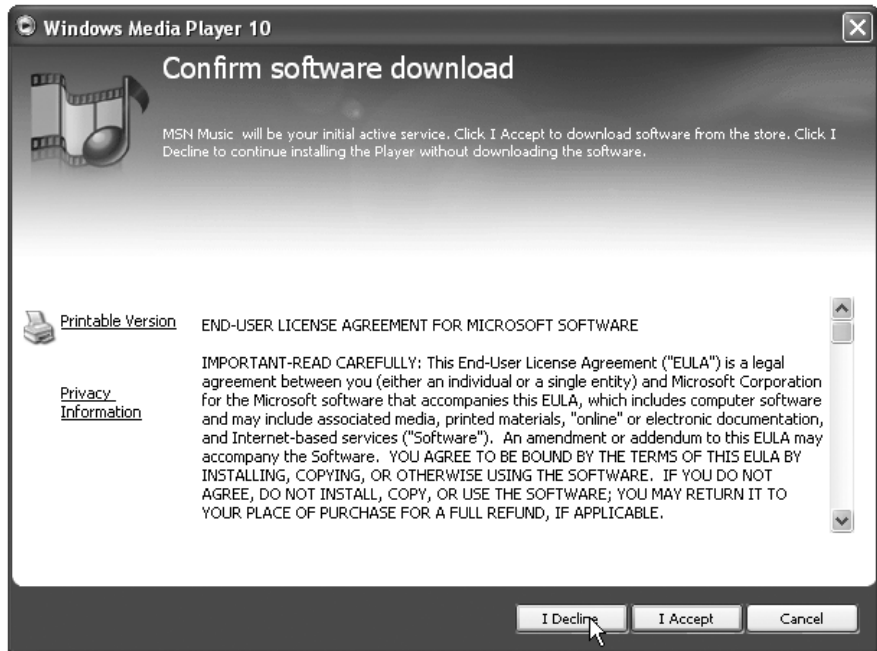 Windows Media Player 10
Confirm software download
MSN Music will be your initial active service. Click I Accept to download software from the store. Click I
Decline to continue installing the Player without downloading the software.
Printable Version
END-USER LICENSE AGREEMENT FOR MICROSOFT SOFTWARE
Privacy
Information
IMPORTANT-READ CAREFULLY: This End-User License Agreement ("EULA") is a legal
agreement between you (either an individual or a single entity) and Microsoft Corporation
for the Microsoft software that accompanies this EULA, which includes computer software
and may include associated media, printed materials, "online" or electronic documentation,
and Internet-based services ("Software"). An amendment or addendum to this EULA may
accompany the Software. YOU AGREE TO BE BOUND BY THE TERMS OF THIS EULA BY
INSTALLING, COPYING, OR OTHERWISE USING THE SOFTWARE. IF YOU DO NOT
AGREE, DO NOT INSTALL, COPY, OR USE THE SOFTWARE; YOU MAY RETURN IT TO
YOUR PLACE OF PURCHASE FOR A FULL REFUND, IF APPLICABLE.
I Decline
I Accept
Cancel